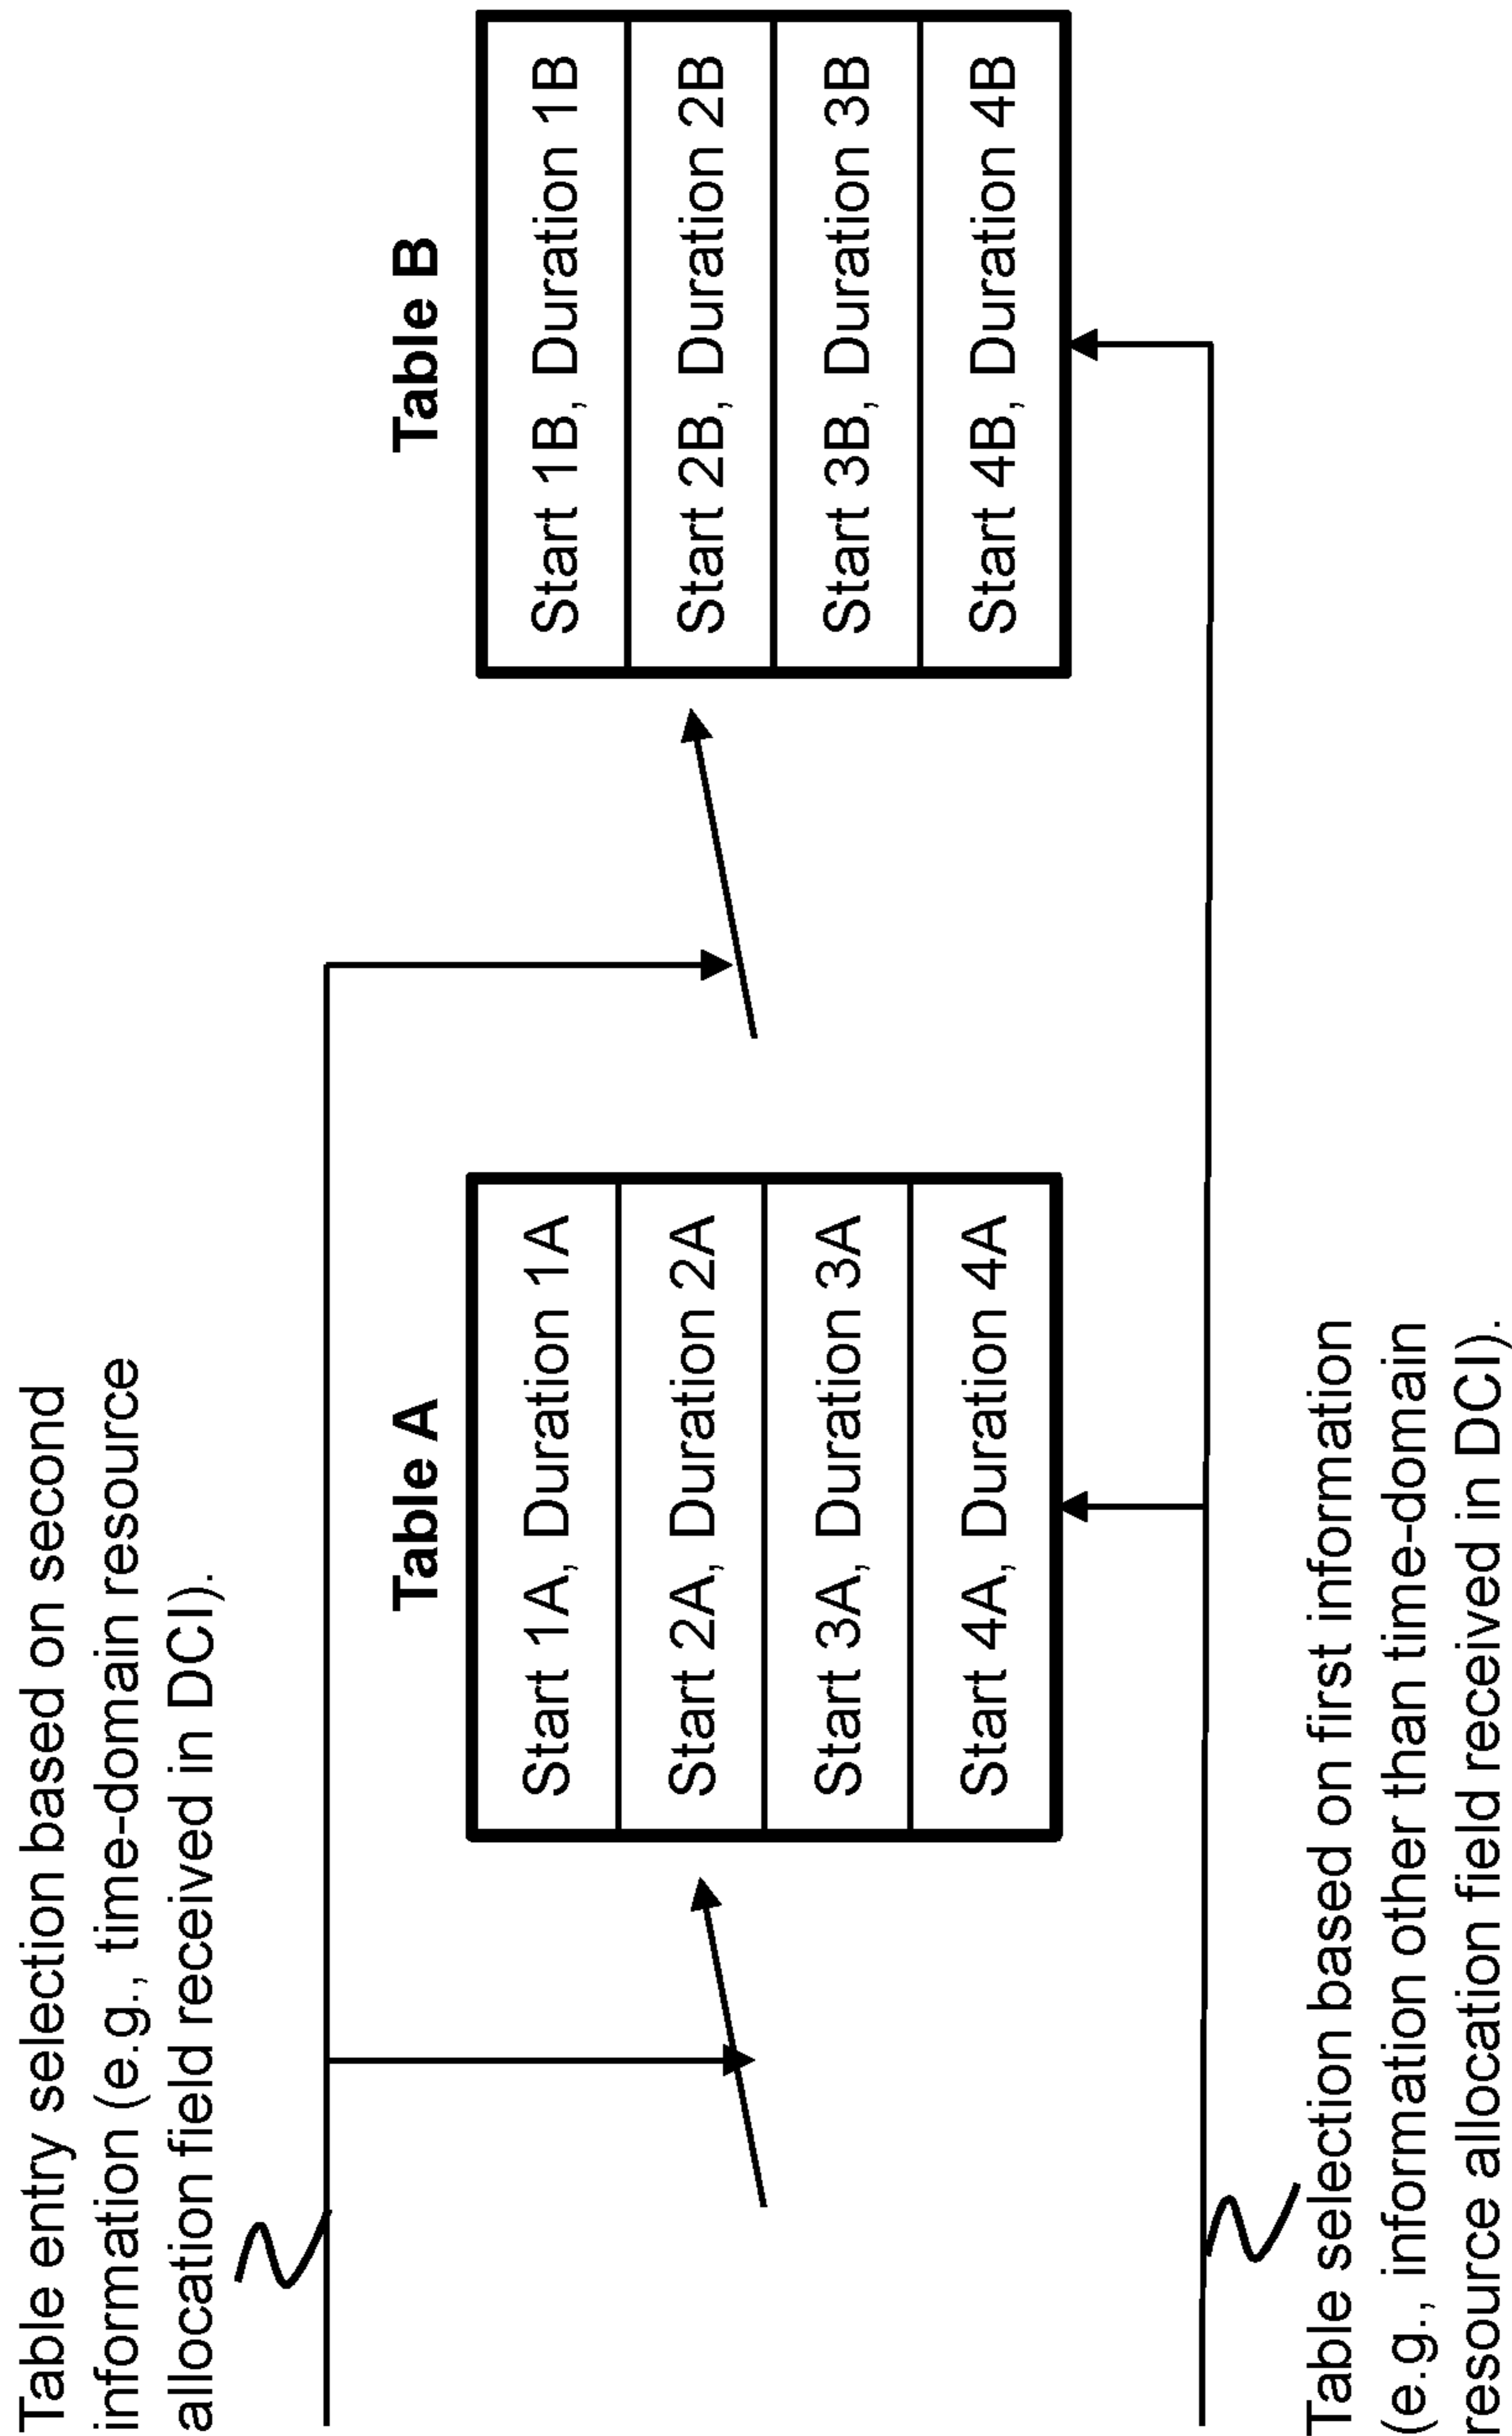 Table entry selection based on second
information (e.g., time-domain resource
allocation field received in DCI).
Table A
Start 1A, Duration 1A
Start 2A, Duration 2A
Start 3A, Duration 3A
Start 4A, Duration 4A
Table B
Start 1B, Duration 1B
Start 2B, Duration 2B
Start 3B, Duration 3B
Start 4B, Duration 4B
Table selection based on first information
(e.g., information other than time-domain
resource allocation field received in DCI).